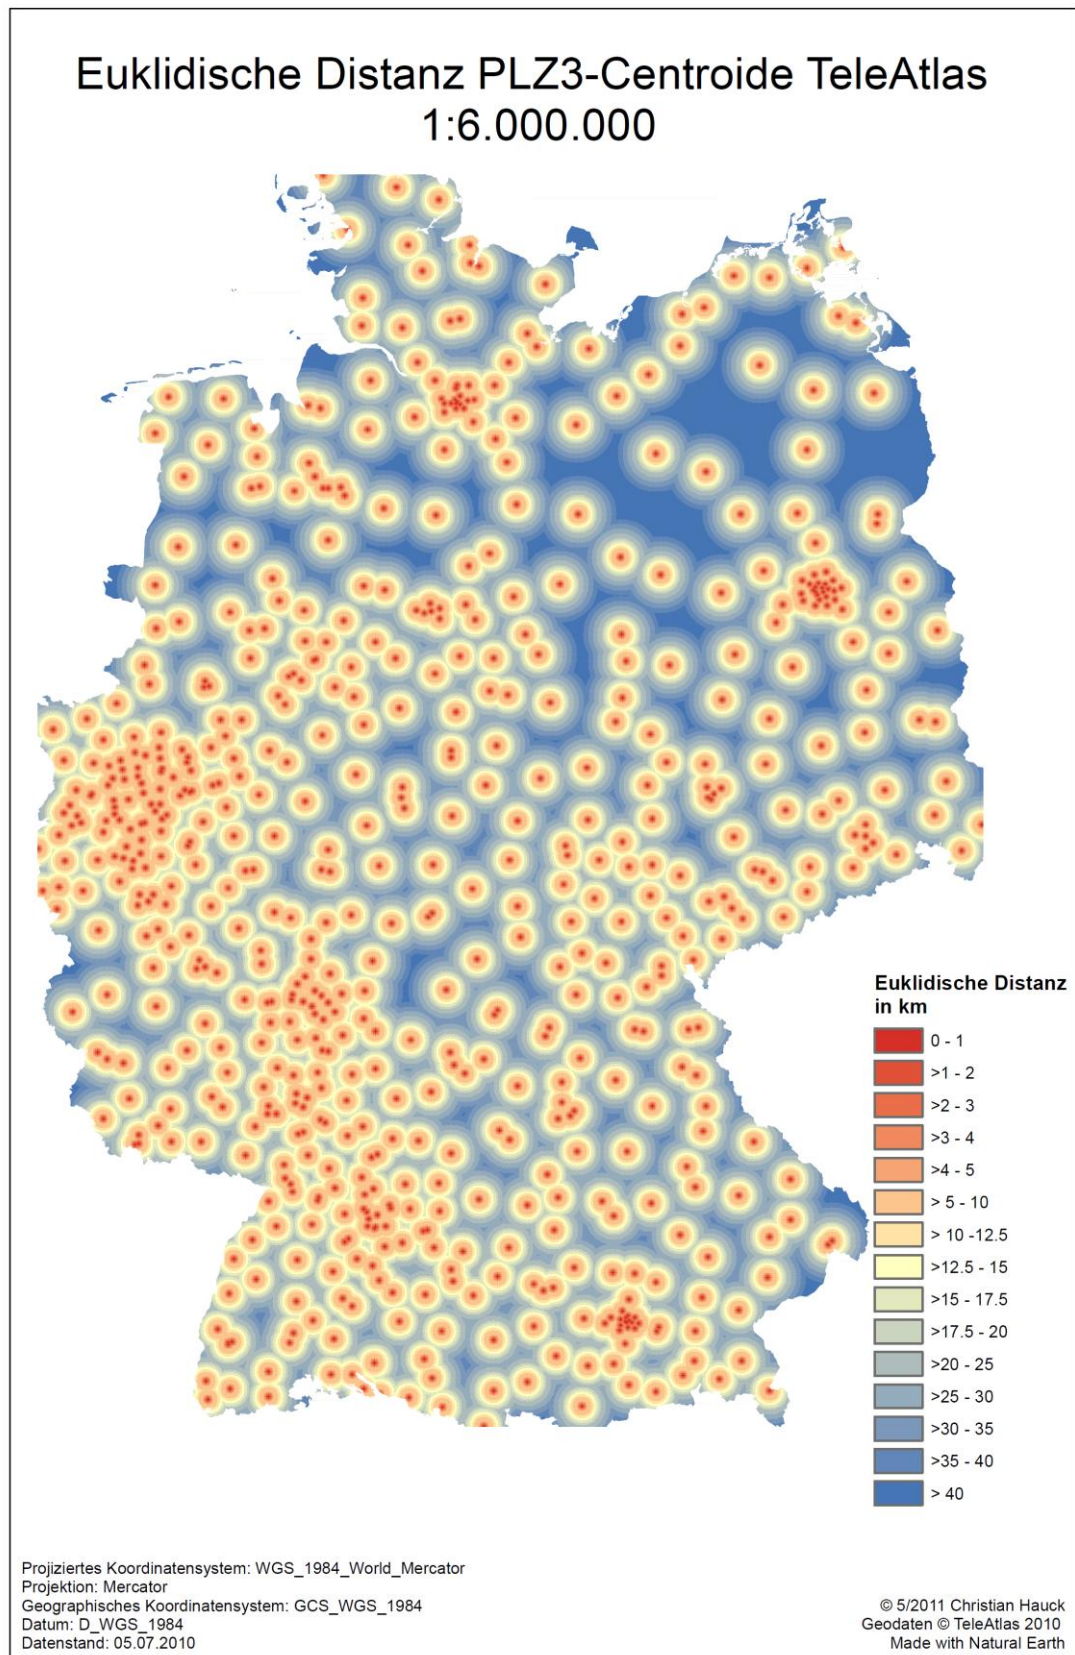 Euklidische Distanz PLZ3-Centroide TeleAtlas
1:6.000.000
Euklidische Distanz
in km
0 - 1
>1 - 2
>2 - 3
>3 - 4
>4 - 5
> 5 - 10
> 10 -12.5
>12.5 - 15
>15 - 17.5
>17.5 - 20
>20 - 25
>25 - 30
>30 - 35
>35 - 40
> 40
Projiziertes Koordinatensystem: WGS_1984_World_Mercator
Projektion: Mercator
Geographisches Koordinatensystem: GCS_WGS_1984
Datum: D_WGS_1984
Datenstand: 05.07.2010
© 5/2011 Christian Hauck
Geodaten © TeleAtlas 2010
Made with Natural Earth